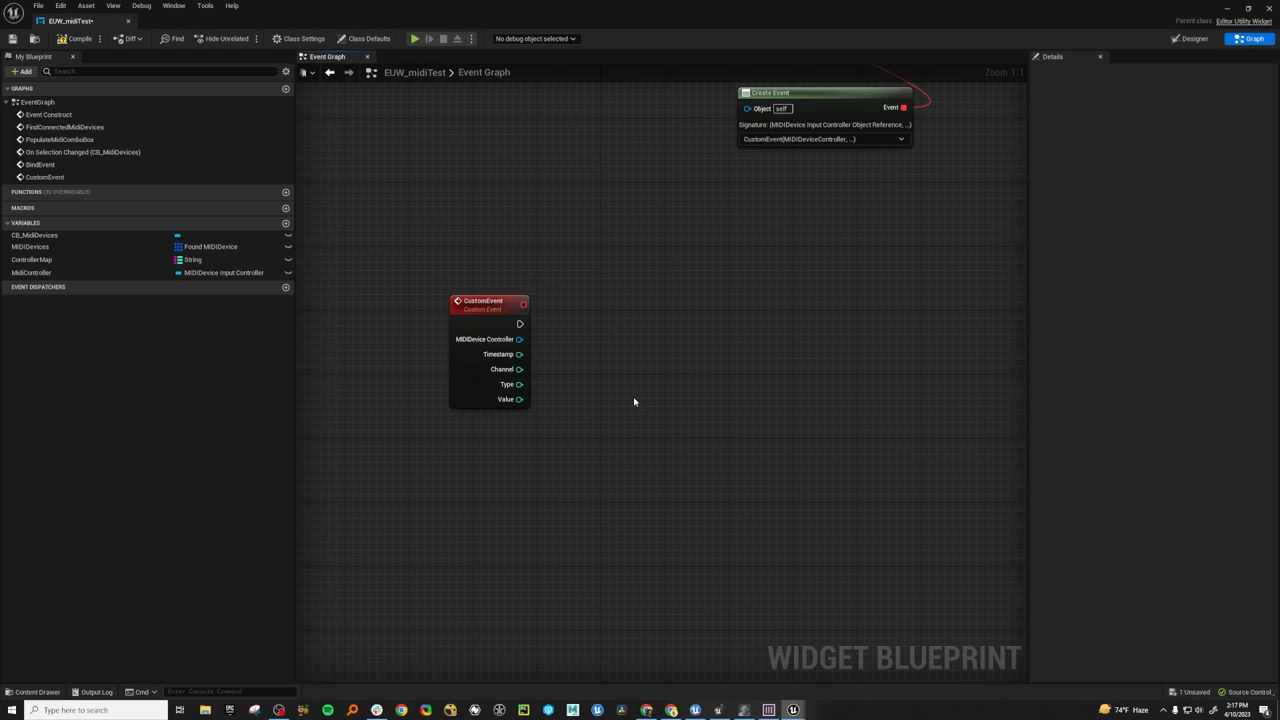 File Edit Asset View Debug Window Tools Help
EUW_midiTest•
Parent class: Editor Utility Widget
Compile Diff Find Hide Unrelated Class Settings Class Defaults No debug object selected Designer Graph
My Blueprint Event Graph Details
Add Search EUW_midiTest > Event Graph Zoom 1:1
GRAPHS
EventGraph
Event Construct
FindConnectedMidiDevices
PopulateMidiComboBox
On Selection Changed (CB_MidiDevices)
BindEvent
CustomEvent
FUNCTIONS (30 OVERRIDABLE)
MACROS
VARIABLES
CB_MidiDevices
MIDIDevices Found MIDIDevice
ControllerMap String
MidiController MIDIDevice Input Controller
EVENT DISPATCHERS
Create Event
Object self Event
Signature: (MIDIDevice Input Controller Object Reference, ...)
CustomEvent(MIDIDeviceController, ...)
CustomEvent
Custom Event
MIDIDevice Controller
Timestamp
Channel
Type
Value
WIDGET BLUEPRINT
Content Drawer Output Log Cmd Enter Console Command 1 Unsaved Source Control
Type here to search 74°F Haze 2:17 PM
4/10/2023